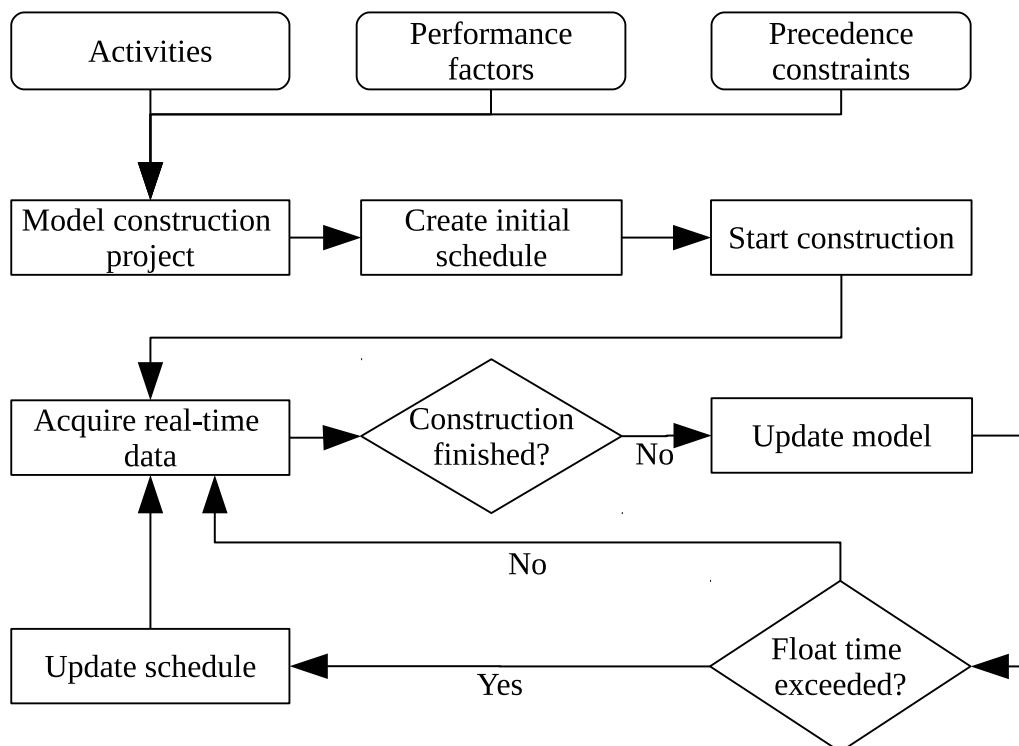 Activities
Performance
factors
Precedence
constraints
Model construction
project
Create initial
schedule
Start construction
Acquire real-time
data
Construction
finished?
No
Update model
No
Update schedule
Yes
Float time
exceeded?